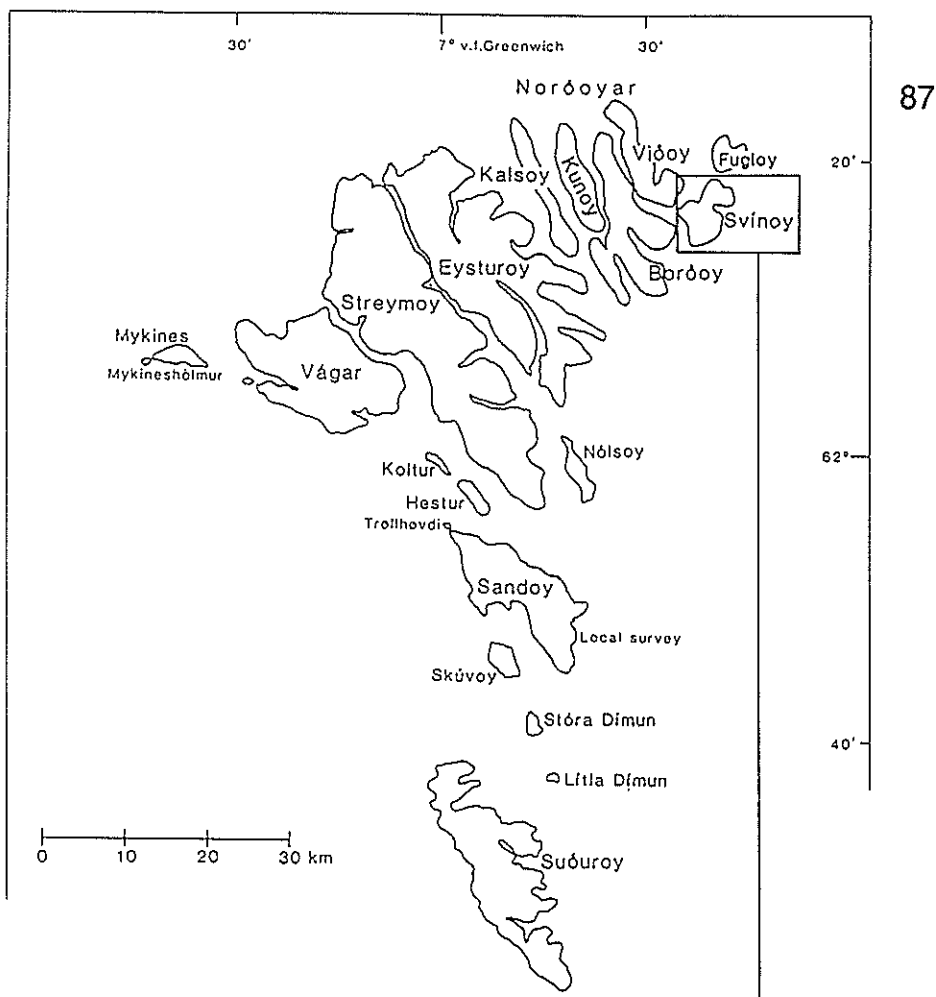 30' 7° v.f.Greenwich 30'
87
Norðoyar
Viðoy
Fugloy
20'
Kalsoy
Kunoy
Svínoy
Eysturoy
Borðoy
Streymoy
Mykines
Mykineshólmur
Vágar
Nólsoy
62°
Koltur
Hestur
Trøllhøvdi
Sandoy
Local survey
Skúvoy
Stóra Dímun
40'
Lítla Dímun
0 10 20 30 km
Suðuroy